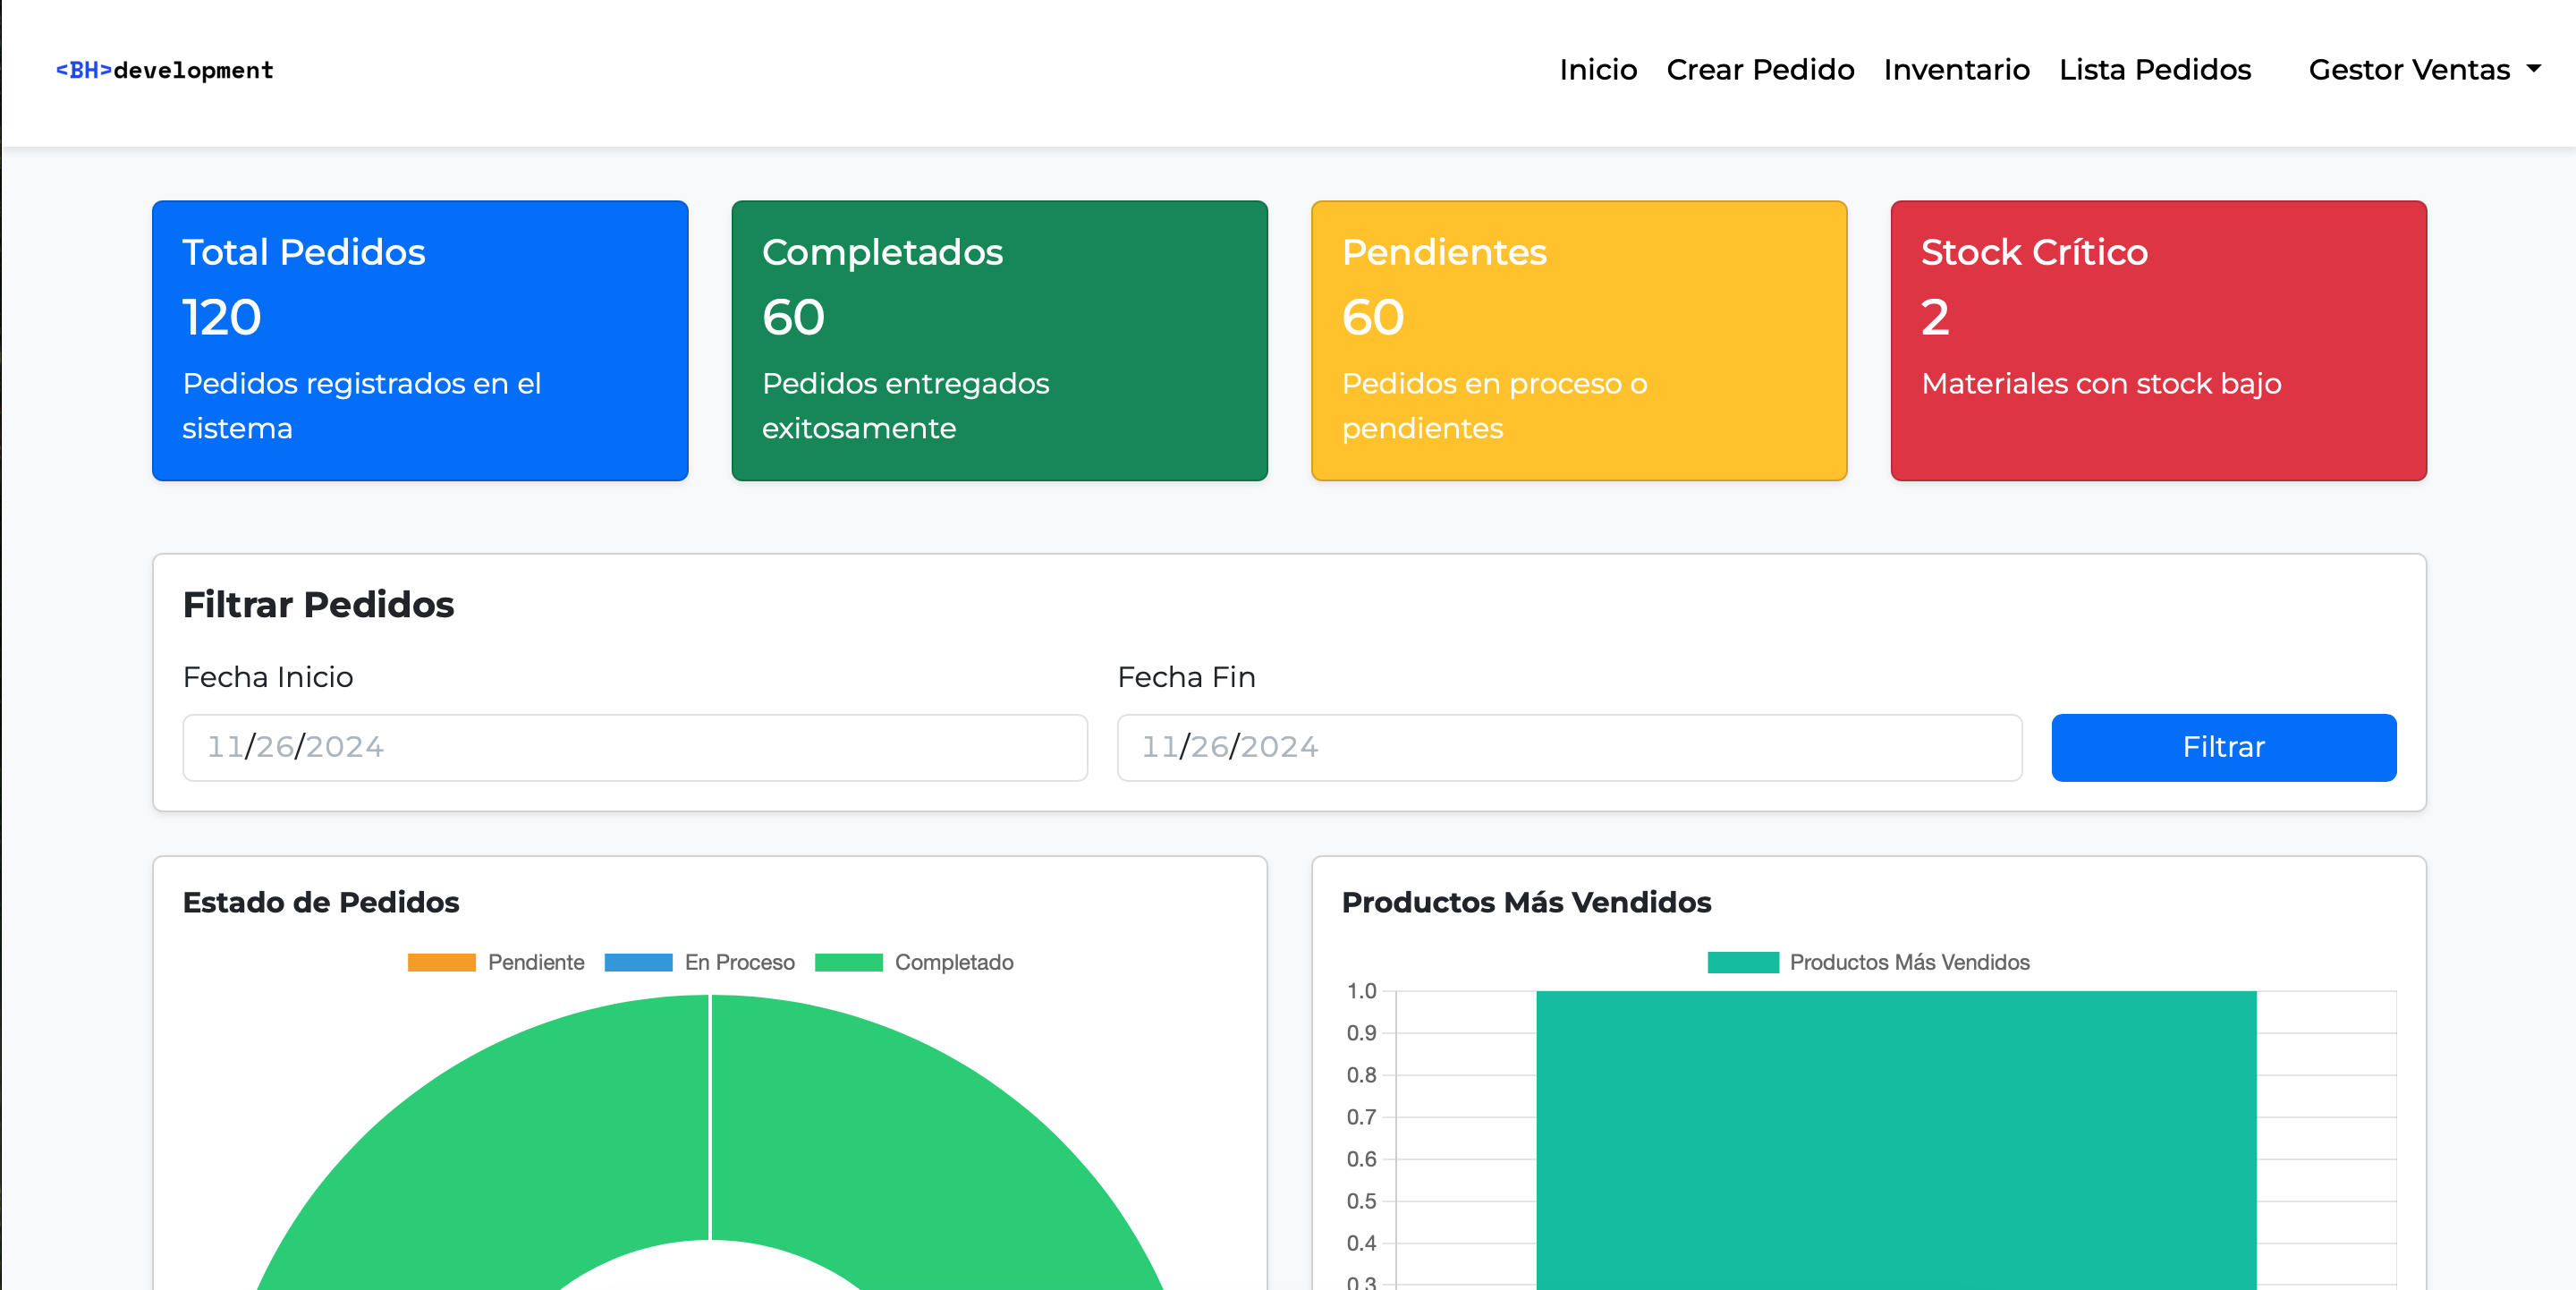 <BH>development
Inicio Crear Pedido Inventario Lista Pedidos Gestor Ventas
Total Pedidos
120
Pedidos registrados en el
sistema
Completados
60
Pedidos entregados
exitosamente
Pendientes
60
Pedidos en proceso o
pendientes
Stock Crítico
2
Materiales con stock bajo
Filtrar Pedidos
Fecha Inicio
11/26/2024
Fecha Fin
11/26/2024
Filtrar
Estado de Pedidos
Pendiente En Proceso Completado
Productos Más Vendidos
Productos Más Vendidos
1.0
0.9
0.8
0.7
0.6
0.5
0.4
0.3